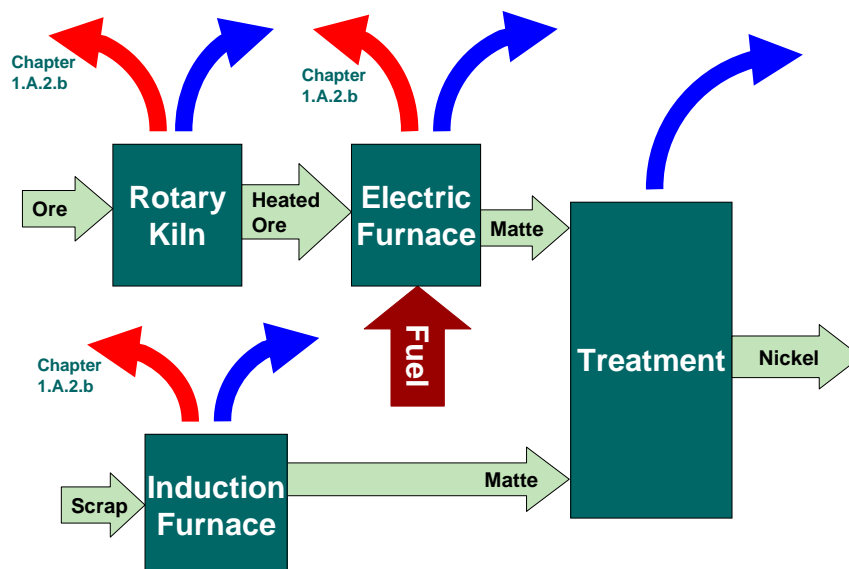 Chapter
1.A.2.b
Chapter
1.A.2.b
Ore
Rotary
Kiln
Heated
Ore
Electric
Furnace
Matte
Fuel
Treatment
Nickel
Chapter
1.A.2.b
Scrap
Induction
Furnace
Matte